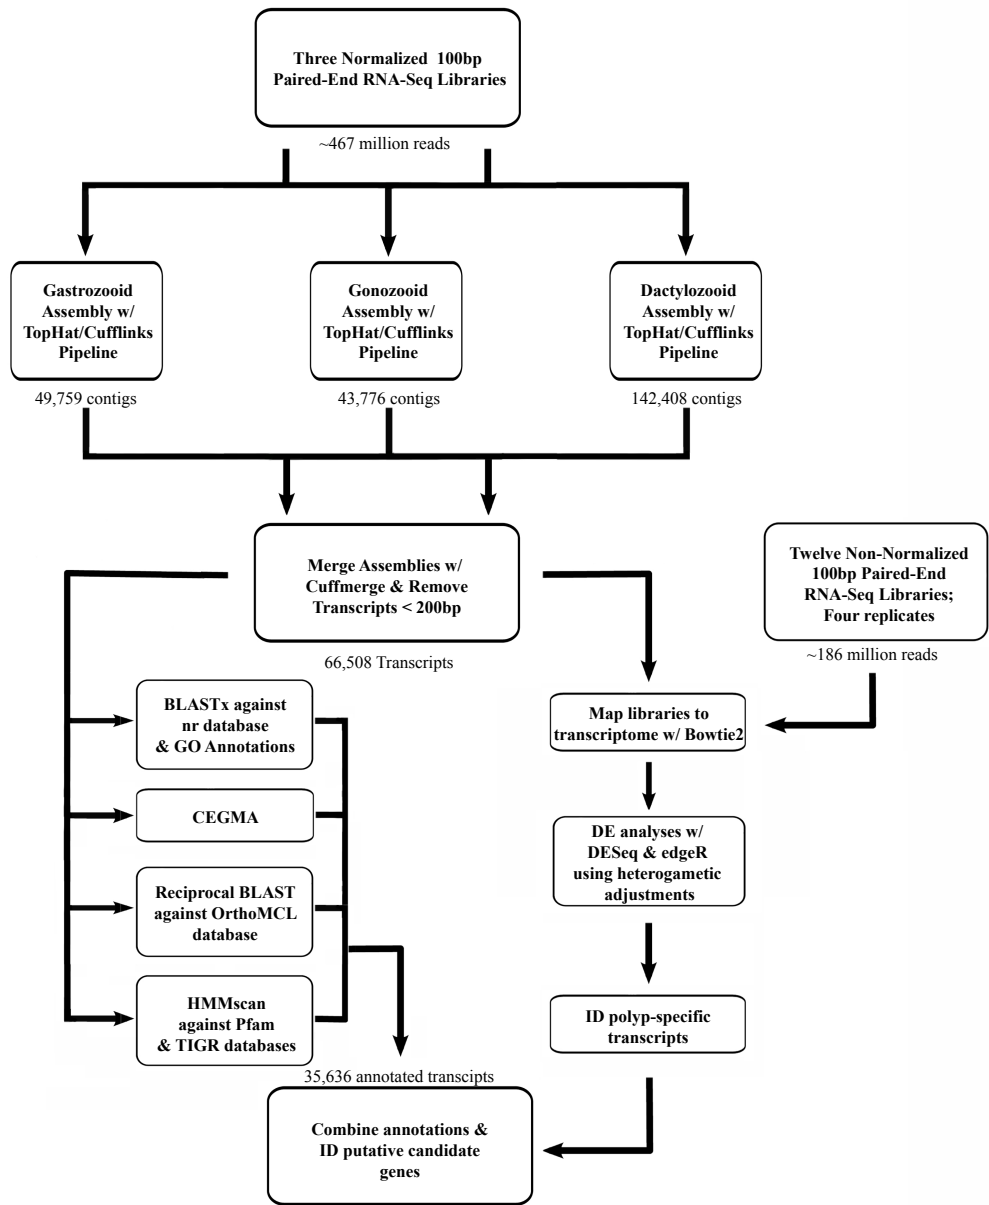 Three Normalized 100bp
Paired-End RNA-Seq Libraries
~467 million reads
Gastrozooid
Assembly w/
TopHat/Cufflinks
Pipeline
49,759 contigs
Gonozooid
Assembly w/
TopHat/Cufflinks
Pipeline
43,776 contigs
Dactylozooid
Assembly w/
TopHat/Cufflinks
Pipeline
142,408 contigs
Merge Assemblies w/
Cuffmerge & Remove
Transcripts < 200bp
66,508 Transcripts
Twelve Non-Normalized
100bp Paired-End
RNA-Seq Libraries;
Four replicates
~186 million reads
BLASTx against
nr database
& GO Annotations
CEGMA
Reciprocal BLAST
against OrthoMCL
database
HMMscan
against Pfam
& TIGR databases
Map libraries to
transcriptome w/ Bowtie2
DE analyses w/
DESeq & edgeR
using heterogametic
adjustments
ID polyp-specific
transcripts
35,636 annotated transcipts
Combine annotations &
ID putative candidate
genes